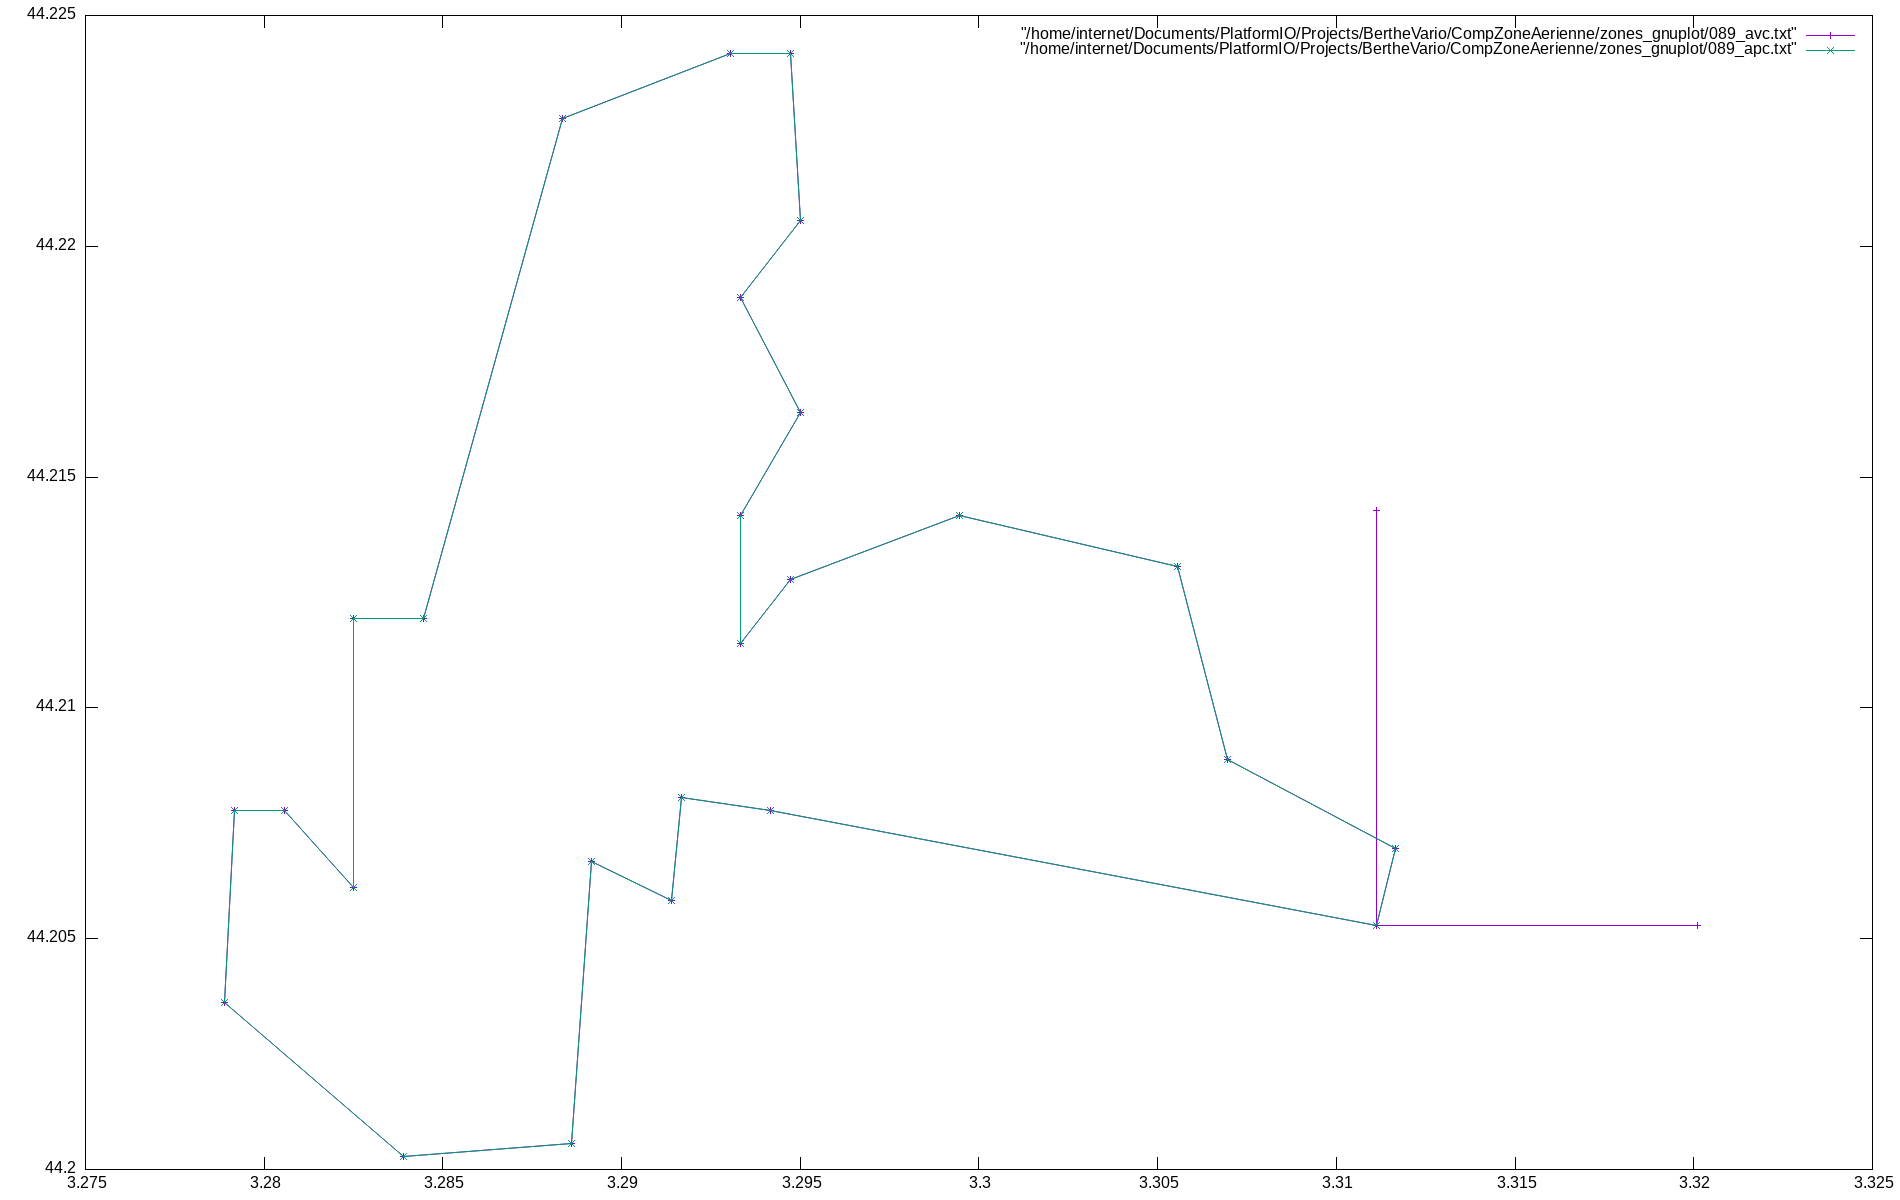 44.225
"/home/internet/Documents/PlatformIO/Projects/BertheVario/CompZoneAerienne/zones_gnuplot/089_avc.txt"
"/home/internet/Documents/PlatformIO/Projects/BertheVario/CompZoneAerienne/zones_gnuplot/089_apc.txt"
44.22
44.215
44.21
44.205
44.2
3.275 3.28 3.285 3.29 3.295 3.3 3.305 3.31 3.315 3.32 3.325